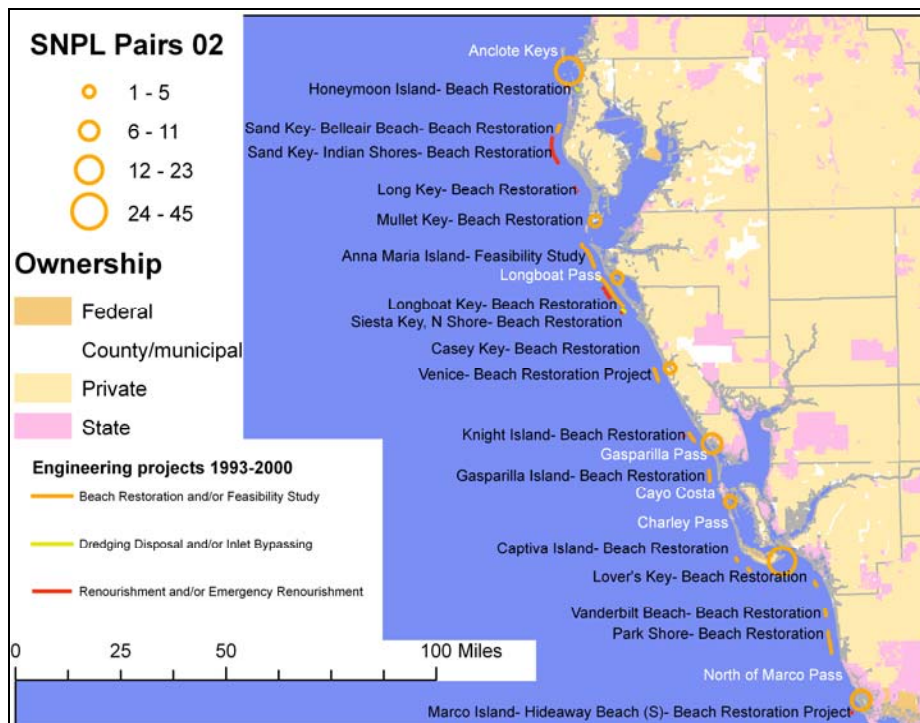 SNPL Pairs 02
1 - 5
6 - 11
12 - 23
24 - 45
Ownership
Federal
County/municipal
Private
State
Engineering projects 1993-2000
Beach Restoration and/or Feasibility Study
Dredging Disposal and/or Inlet Bypassing
Renourishment and/or Emergency Renourishment
0 25 50 100 Miles
Anclote Keys
Honeymoon Island- Beach Restoration
Sand Key- Belleair Beach- Beach Restoration
Sand Key- Indian Shores- Beach Restoration
Long Key- Beach Restoration
Mullet Key- Beach Restoration
Anna Maria Island- Feasibility Study
Longboat Pass
Longboat Key- Beach Restoration
Siesta Key, N Shore- Beach Restoration
Casey Key- Beach Restoration
Venice- Beach Restoration Project
Knight Island- Beach Restoration
Gasparilla Pass
Gasparilla Island- Beach Restoration
Cayo Costa
Charley Pass
Captiva Island- Beach Restoration
Lover's Key- Beach Restoration
Vanderbilt Beach- Beach Restoration
Park Shore- Beach Restoration
North of Marco Pass
Marco Island- Hideaway Beach (S)- Beach Restoration Project